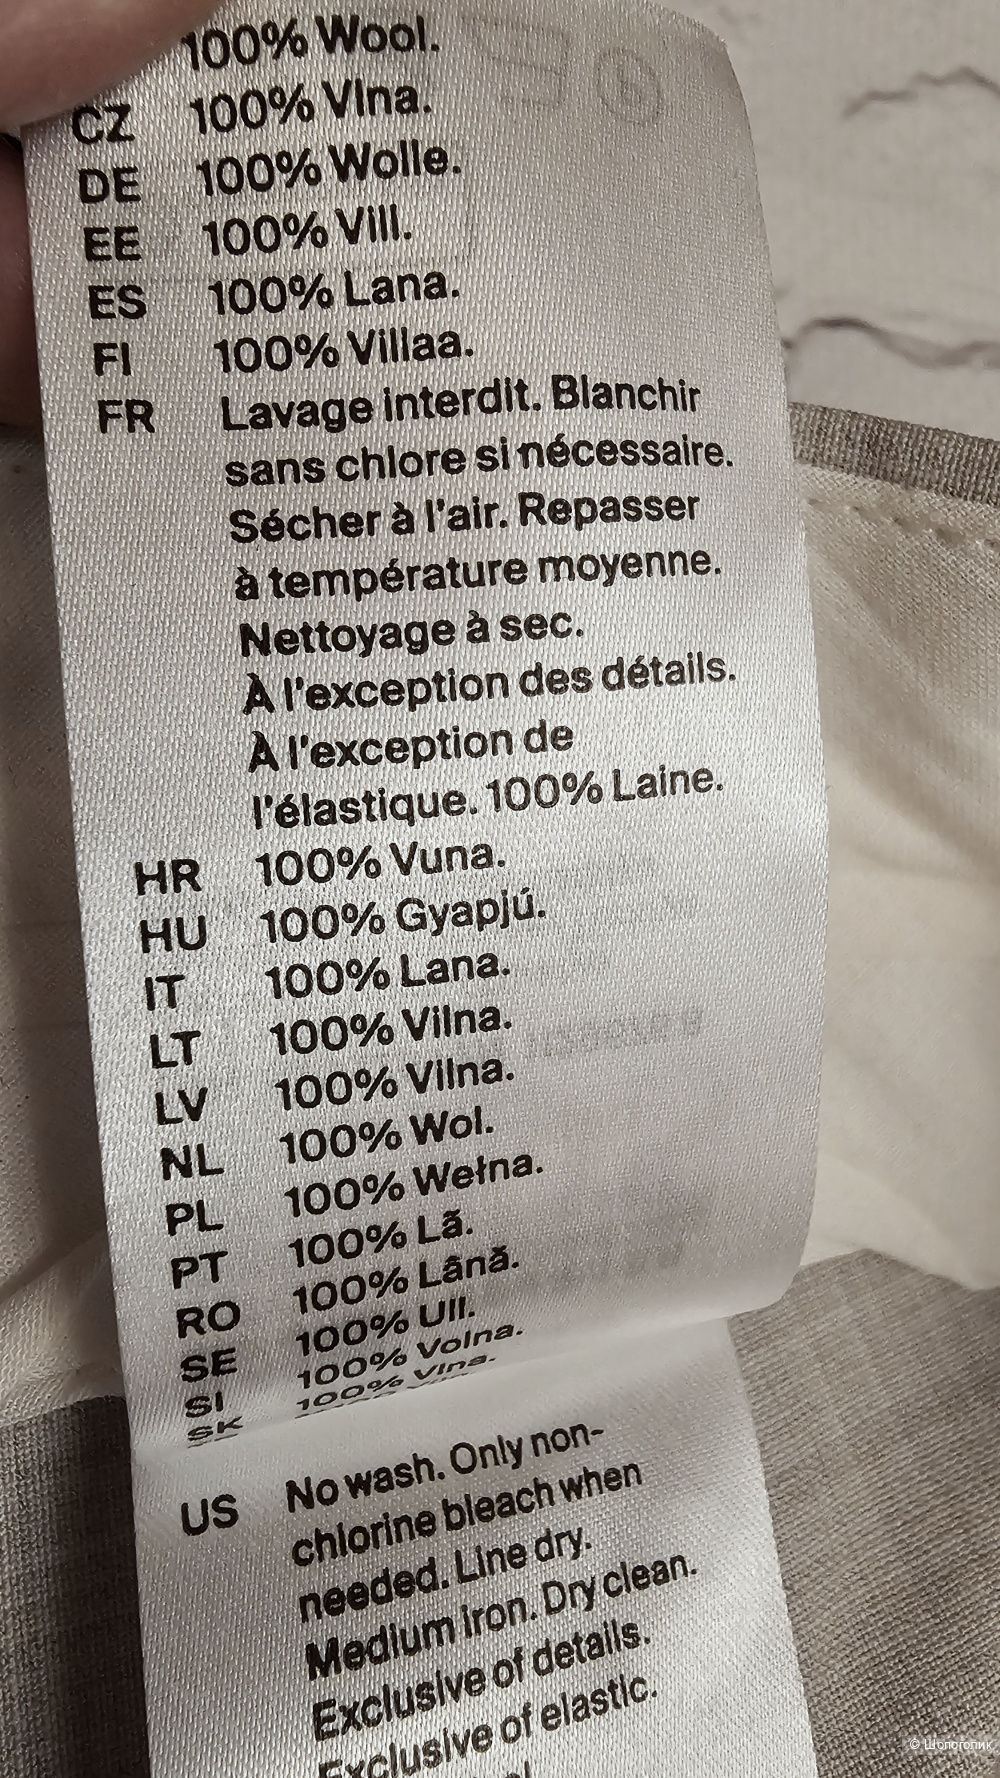 100% Wool.
CZ 100% Vlna.
DE 100% Wolle.
EE 100% Vill.
ES 100% Lana.
FI 100% Villaa.
FR Lavage interdit. Blanchir
sans chlore si nécessaire.
Sécher à l'air. Repasser
à température moyenne.
Nettoyage à sec.
À l'exception des détails.
À l'exception de
l'élastique. 100% Laine.
HR 100% Vuna.
HU 100% Gyapjú.
IT 100% Lana.
LT 100% Vilna.
LV 100% Vilna.
NL 100% Wol.
PL 100% Wełna.
PT 100% Lã.
RO 100% Lână.
SE 100% Ull.
SI 100% Volna.
SK 100% Vlna.
US No wash. Only non-
chlorine bleach when
needed. Line dry.
Medium iron. Dry clean.
Exclusive of details.
Exclusive of elastic.
© Шопоголик